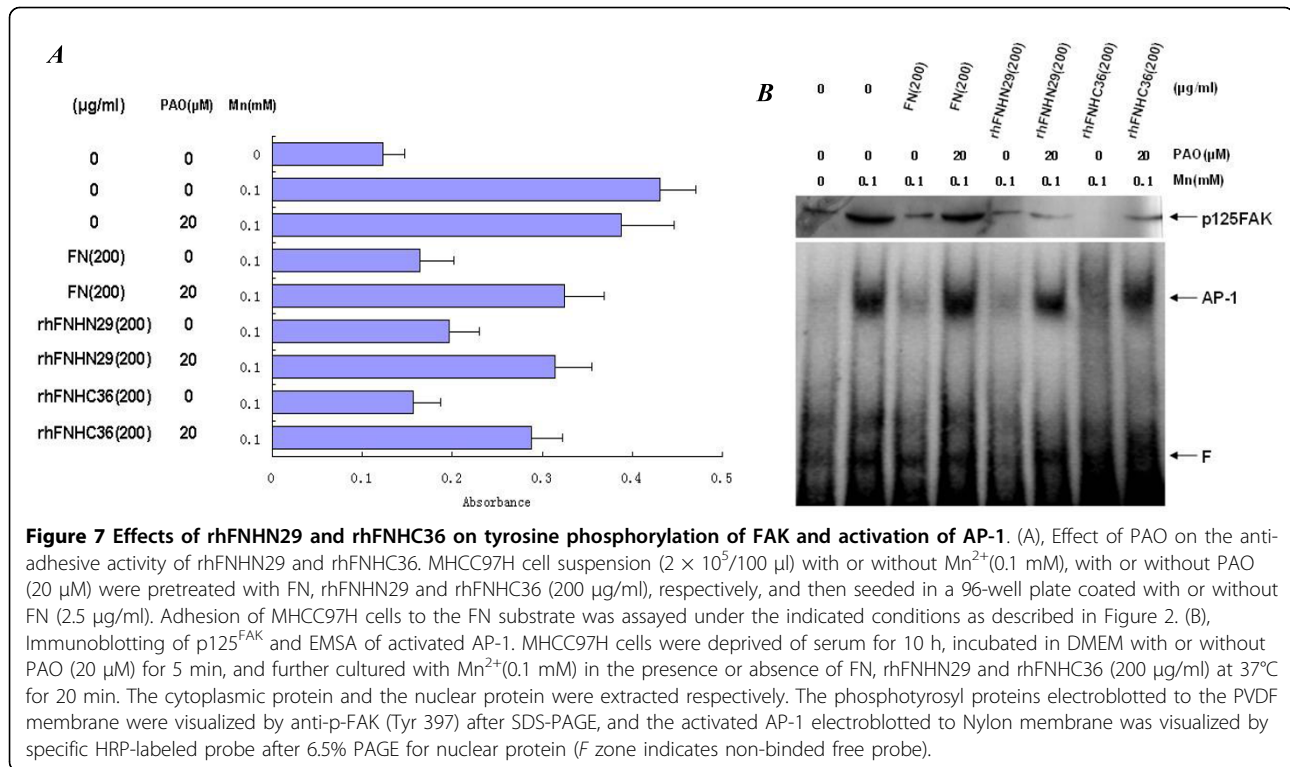 A
(µg/ml) PAO(µM) Mn(mM)
0 0 0
0 0 0.1
0 20 0.1
FN(200) 0 0.1
FN(200) 20 0.1
rhFNHN29(200) 0 0.1
rhFNHN29(200) 20 0.1
rhFNHC36(200) 0 0.1
rhFNHC36(200) 20 0.1
0 0.1 0.2 0.3 0.4 0.5
Absorbance
B
0 0 FN(200) FN(200) rhFNHN29(200) rhFNHN29(200) rhFNHC36(200) rhFNHC36(200) (µg/ml)
0 0 0 20 0 20 0 20 PAO(µM)
0 0.1 0.1 0.1 0.1 0.1 0.1 0.1 Mn(mM)
p125FAK
AP-1
F
Figure 7 Effects of rhFNHN29 and rhFNHC36 on tyrosine phosphorylation of FAK and activation of AP-1. (A), Effect of PAO on the anti-
adhesive activity of rhFNHN29 and rhFNHC36. MHCC97H cell suspension (2 × 10⁵/100 µl) with or without Mn²⁺(0.1 mM), with or without PAO
(20 µM) were pretreated with FN, rhFNHN29 and rhFNHC36 (200 µg/ml), respectively, and then seeded in a 96-well plate coated with or without
FN (2.5 µg/ml). Adhesion of MHCC97H cells to the FN substrate was assayed under the indicated conditions as described in Figure 2. (B),
Immunoblotting of p125ᶠᴬᴷ and EMSA of activated AP-1. MHCC97H cells were deprived of serum for 10 h, incubated in DMEM with or without
PAO (20 µM) for 5 min, and further cultured with Mn²⁺(0.1 mM) in the presence or absence of FN, rhFNHN29 and rhFNHC36 (200 µg/ml) at 37°C
for 20 min. The cytoplasmic protein and the nuclear protein were extracted respectively. The phosphotyrosyl proteins electroblotted to the PVDF
membrane were visualized by anti-p-FAK (Tyr 397) after SDS-PAGE, and the activated AP-1 electroblotted to Nylon membrane was visualized by
specific HRP-labeled probe after 6.5% PAGE for nuclear protein (F zone indicates non-binded free probe).